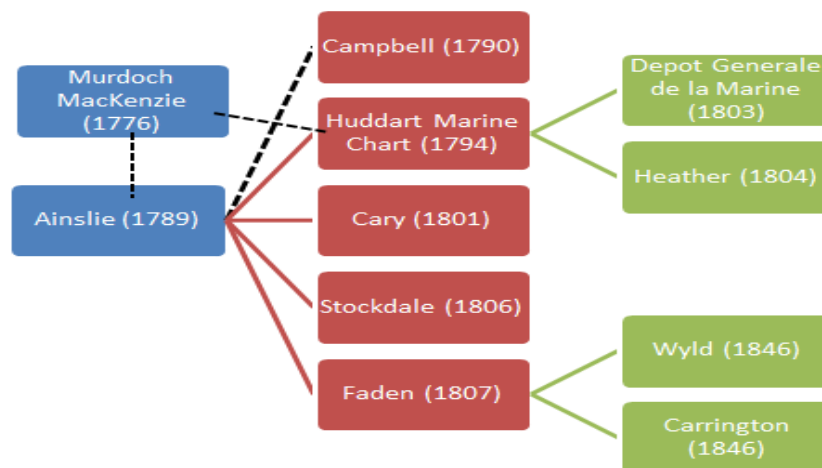 Murdoch
MacKenzie
(1776)
Ainslie (1789)
Campbell (1790)
Huddart Marine
Chart (1794)
Cary (1801)
Stockdale (1806)
Faden (1807)
Depot Generale
de la Marine
(1803)
Heather (1804)
Wyld (1846)
Carrington
(1846)